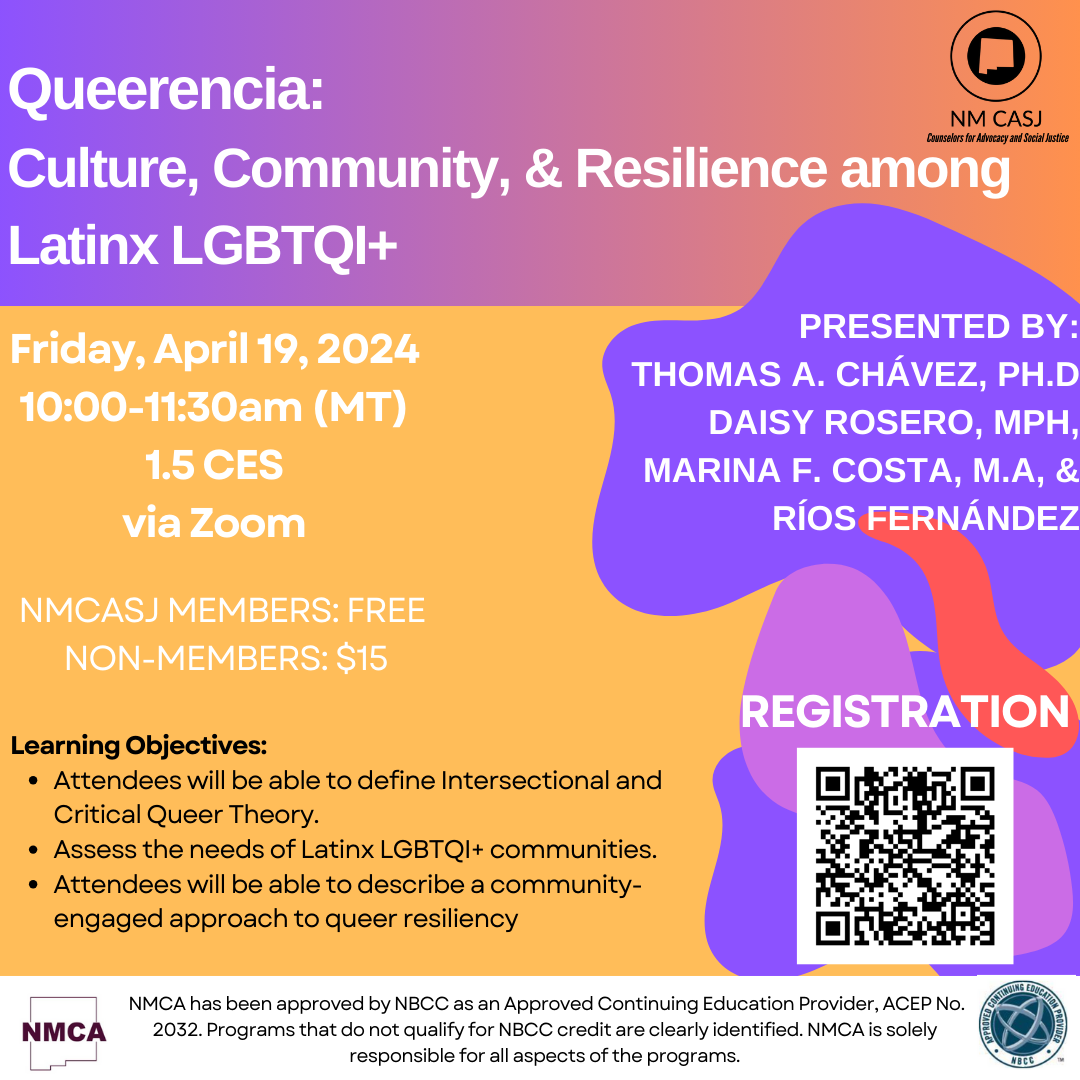 NM CASJ
Counselors for Advocacy and Social Justice
Queerencia:
Culture, Community, & Resilience among
Latinx LGBTQI+
Friday, April 19, 2024
10:00-11:30am (MT)
1.5 CES
via Zoom
NMCASJ MEMBERS: FREE
NON-MEMBERS: $15
PRESENTED BY:
THOMAS A. CHÁVEZ, PH.D
DAISY ROSERO, MPH,
MARINA F. COSTA, M.A, &
RÍOS FERNÁNDEZ
REGISTRATION
Learning Objectives:
• Attendees will be able to define Intersectional and
Critical Queer Theory.
• Assess the needs of Latinx LGBTQI+ communities.
• Attendees will be able to describe a community-
engaged approach to queer resiliency
NMCA
NMCA has been approved by NBCC as an Approved Continuing Education Provider, ACEP No.
2032. Programs that do not qualify for NBCC credit are clearly identified. NMCA is solely
responsible for all aspects of the programs.
APPROVED CONTINUING EDUCATION PROVIDER
NBCC
TM